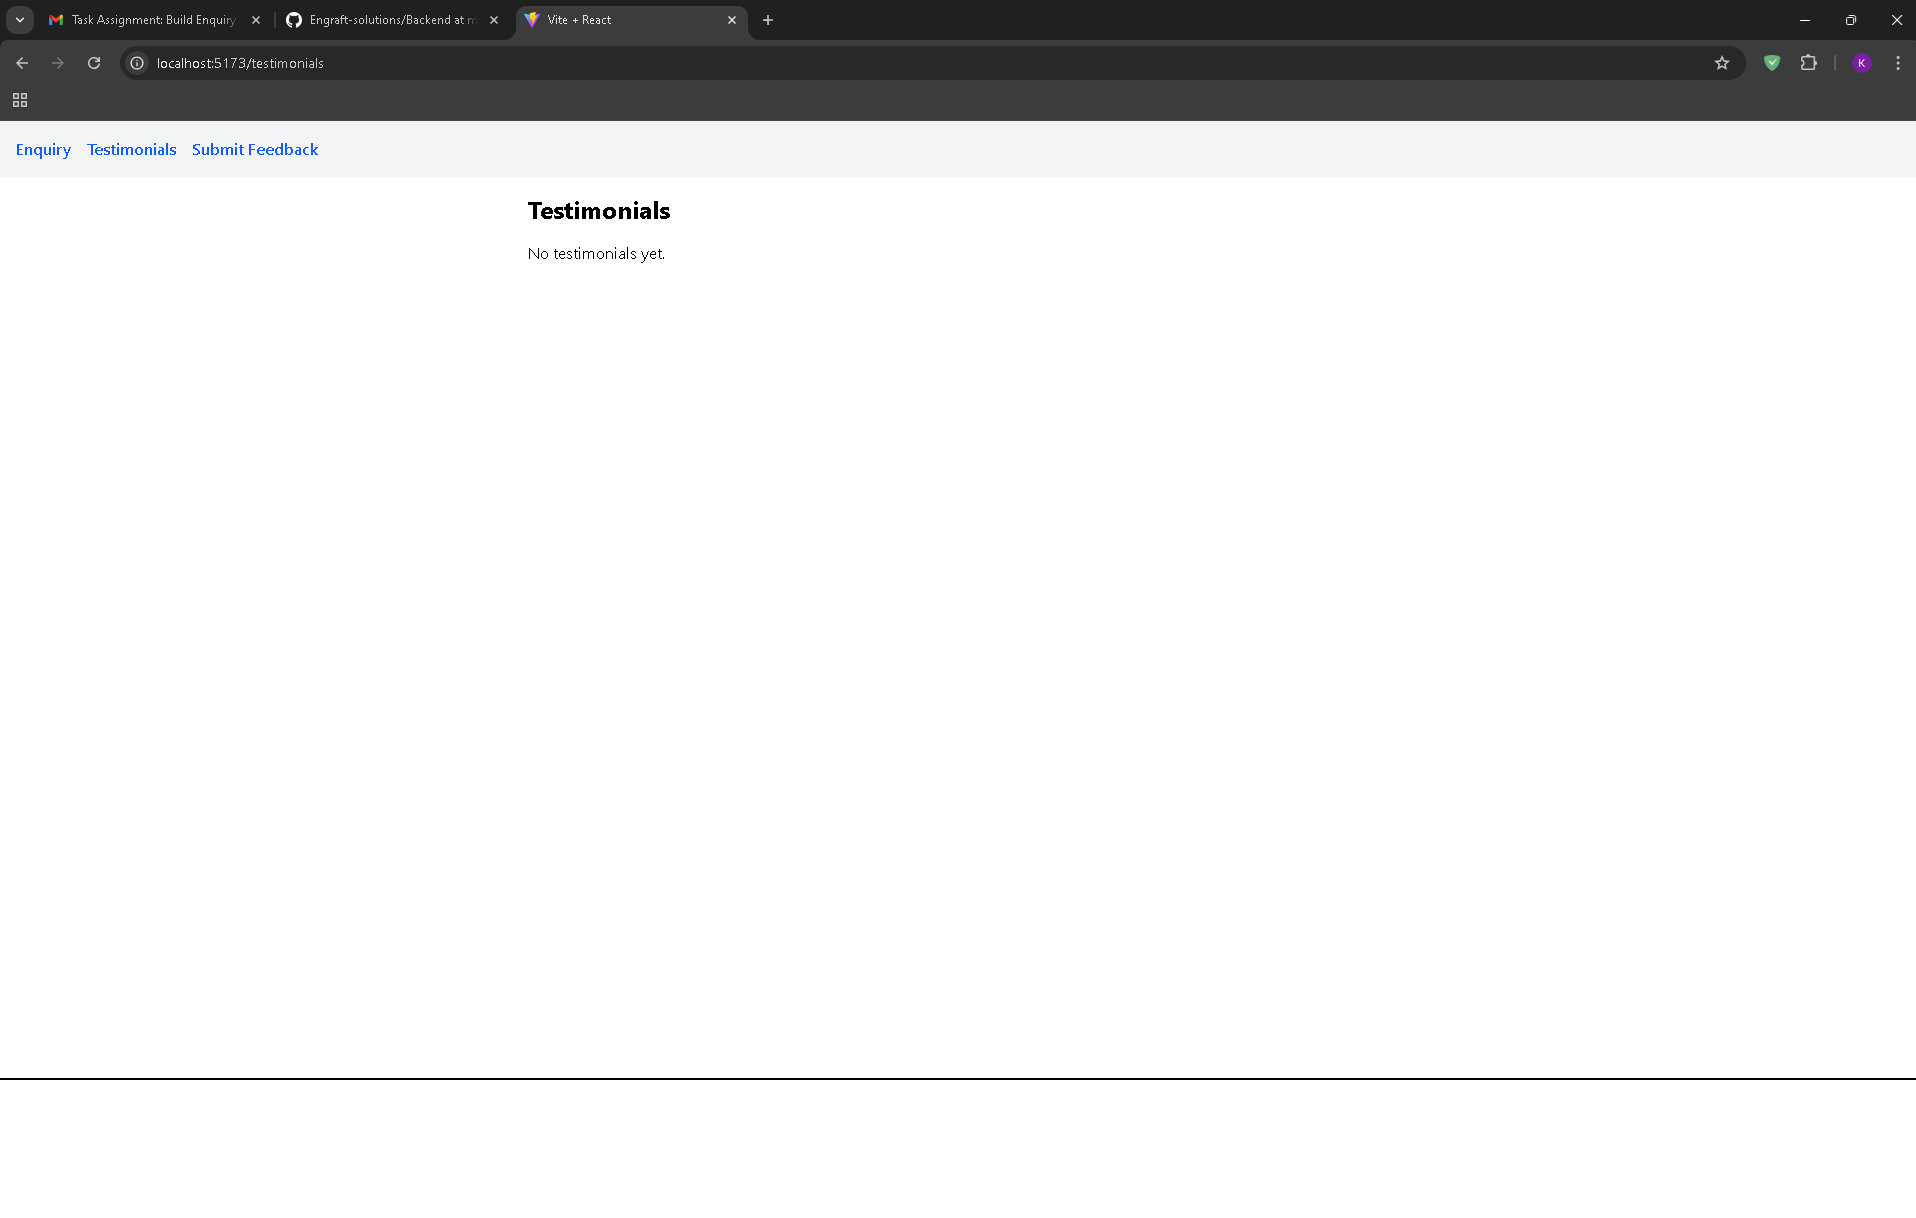 Task Assignment: Build Enquiry
Engraft-solutions/Backend at m
Vite + React
localhost:5173/testimonials
K
Enquiry Testimonials Submit Feedback
Testimonials
No testimonials yet.